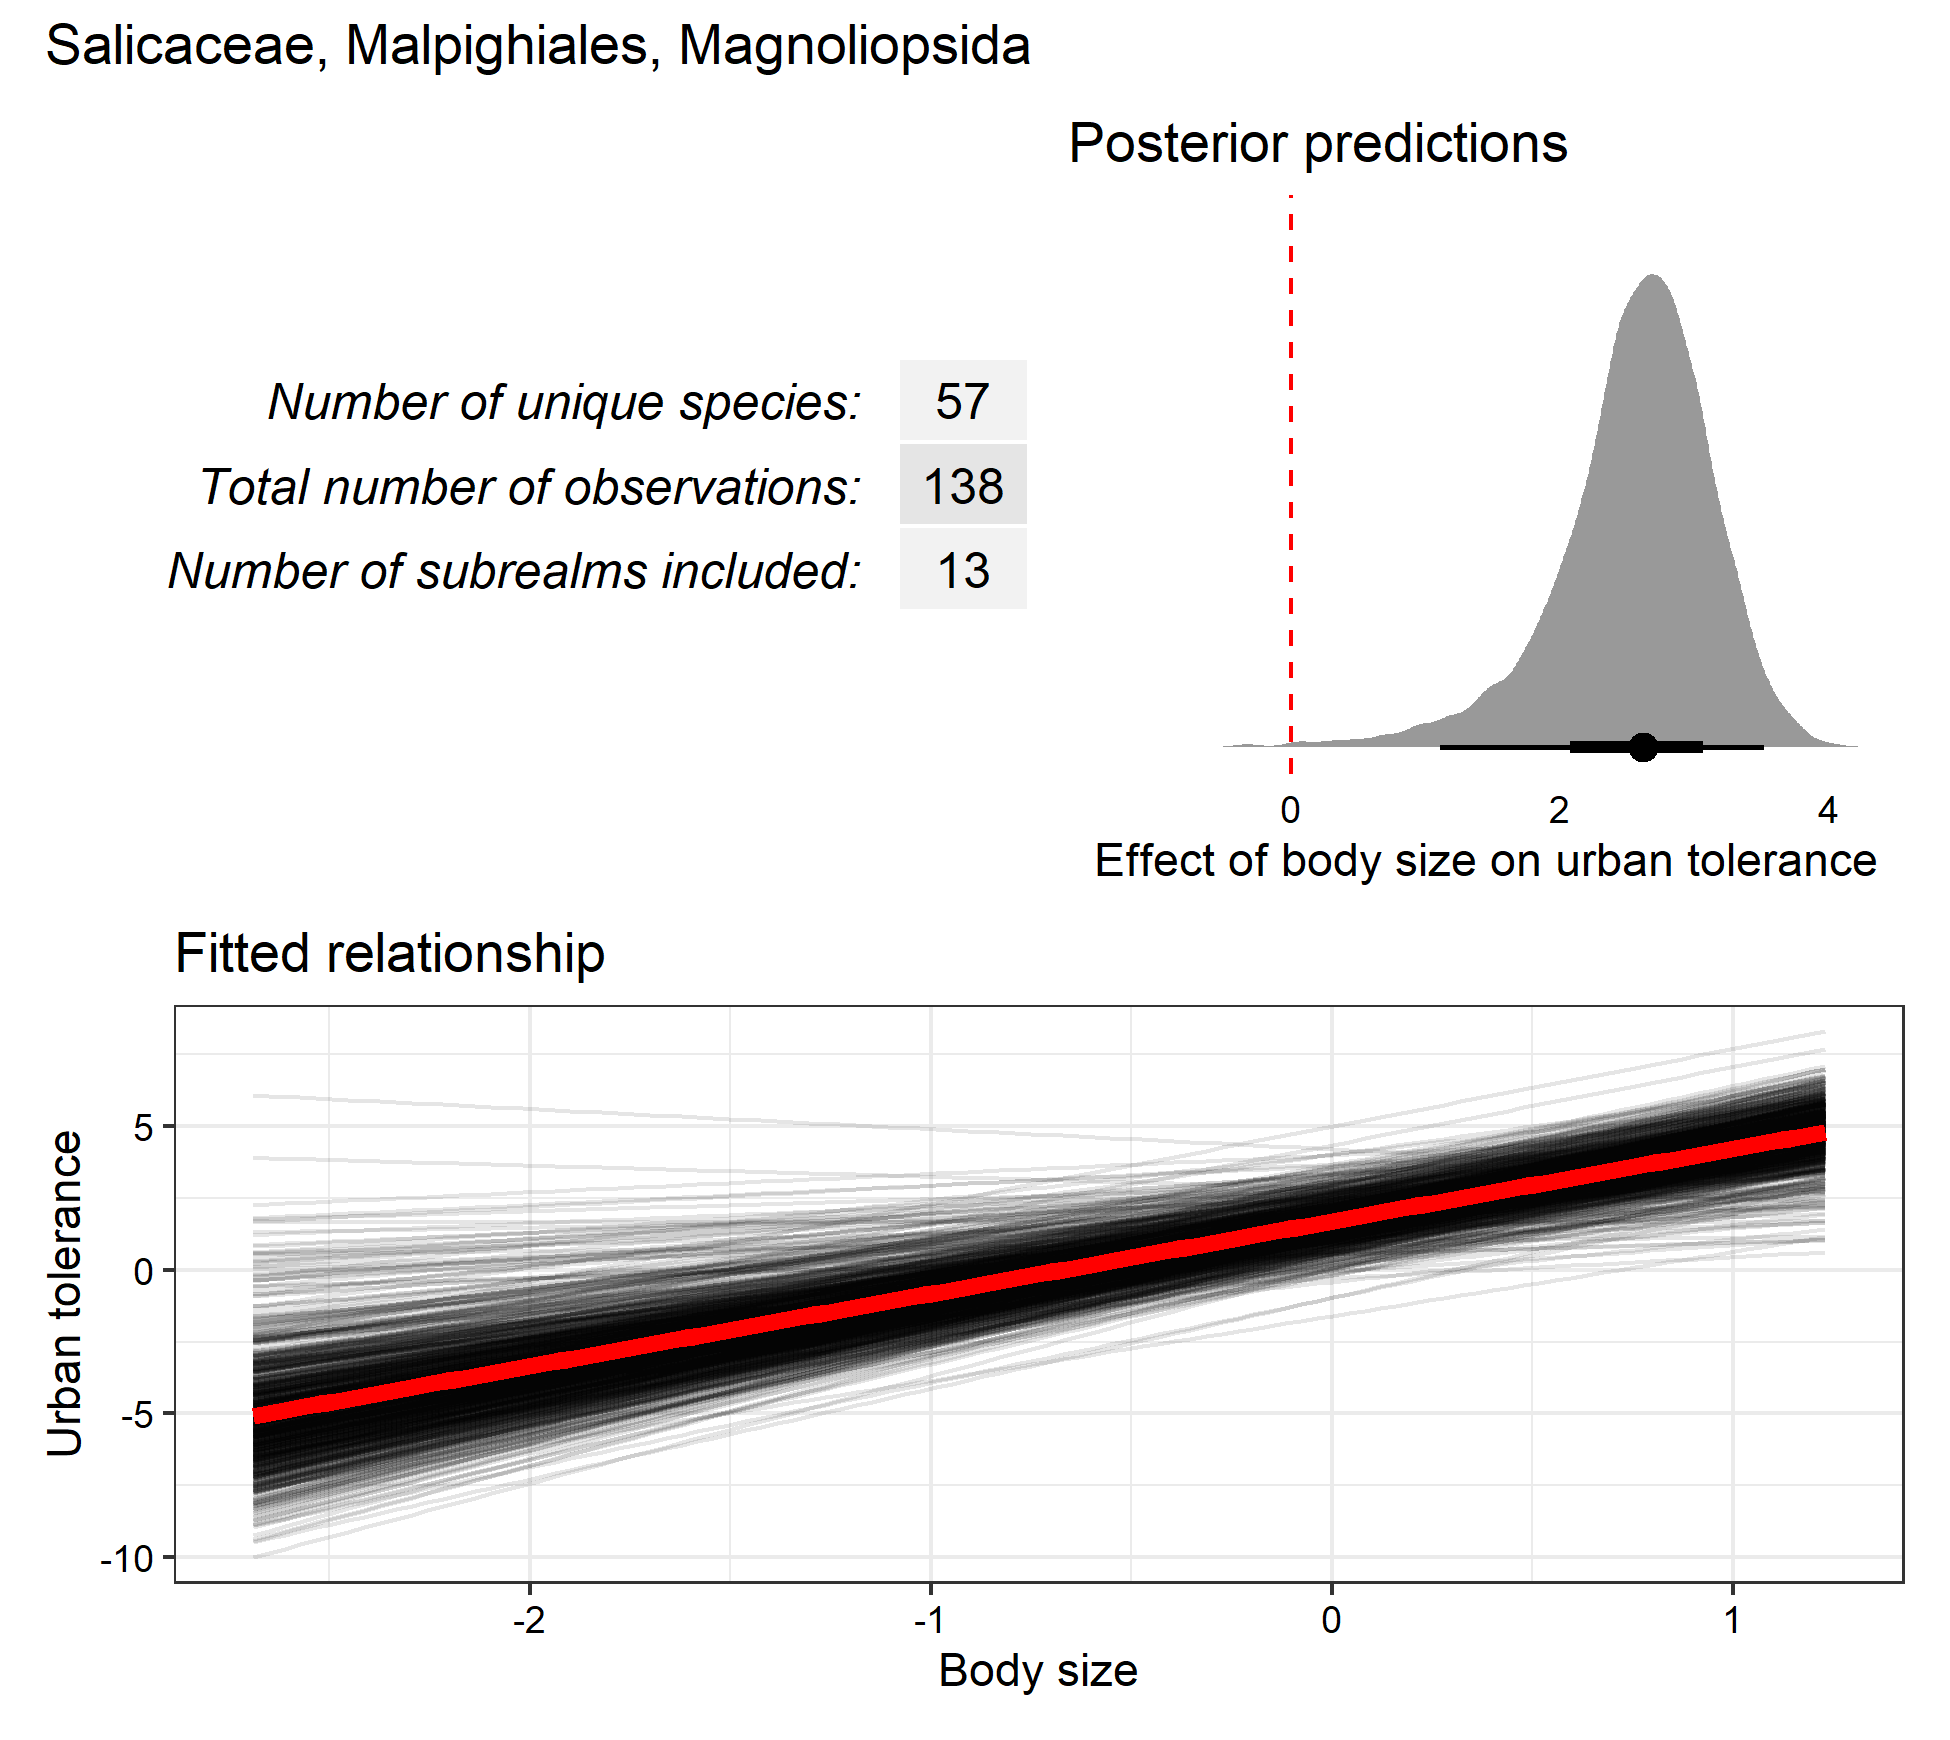 Salicaceae, Malpighiales, Magnoliopsida
Posterior predictions
Number of unique species: 57
Total number of observations: 138
Number of subrealms included: 13
0 2 4
Effect of body size on urban tolerance
Fitted relationship
Urban tolerance
5
0
-5
-10
-2 -1 0 1
Body size